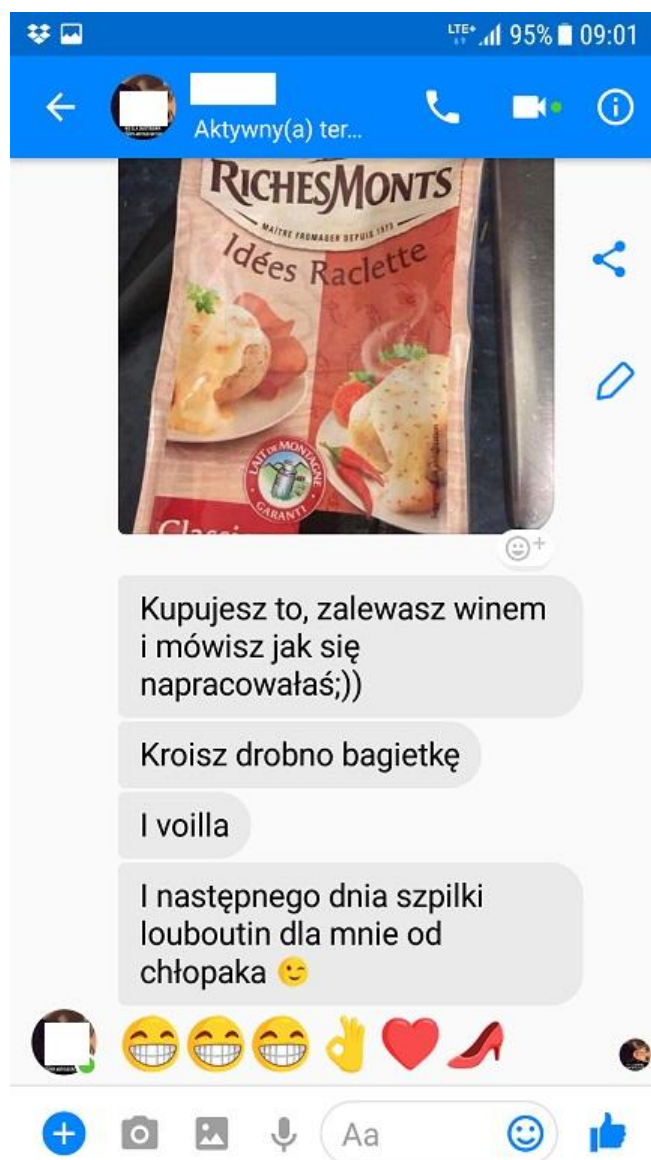 LTE+ 95% 09:01
Aktywny(a) ter...
RICHESMONTS
MAÎTRE FROMAGER DEPUIS 1973
Idées Raclette
LAIT DE MONTAGNE
GARANTI
Kupujesz to, zalewasz winem
i mówisz jak się
napracowałaś;))
Kroisz drobno bagietkę
I voilla
I następnego dnia szpilki
louboutin dla mnie od
chłopaka 😉
😁😁😁👌❤️👠
Aa